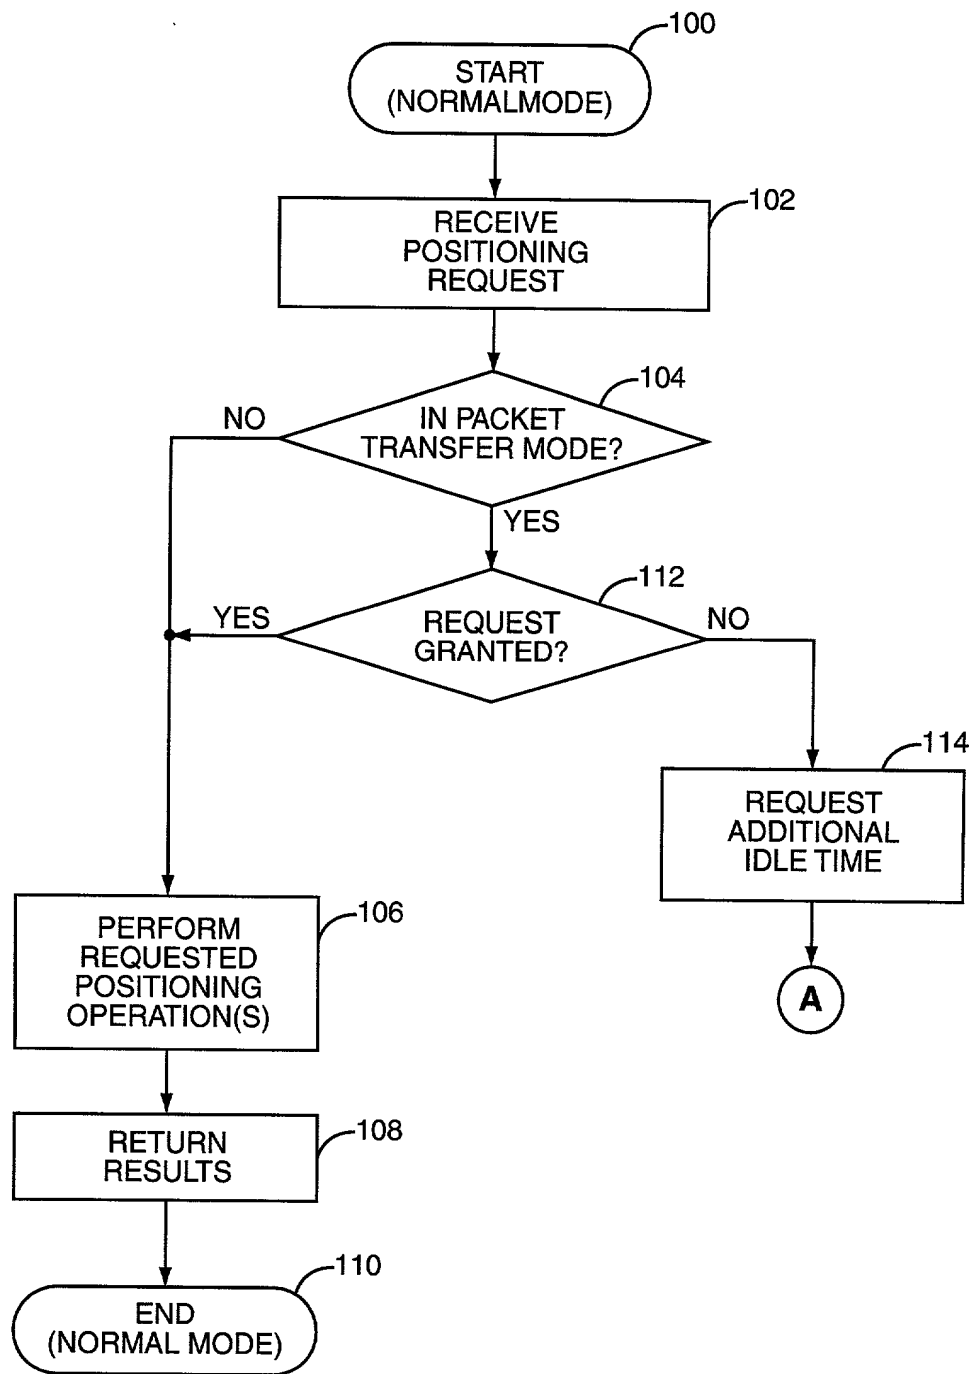 100
START
(NORMALMODE)
102
RECEIVE
POSITIONING
REQUEST
104
NO
IN PACKET
TRANSFER MODE?
YES
112
YES
REQUEST
GRANTED?
NO
114
REQUEST
ADDITIONAL
IDLE TIME
106
PERFORM
REQUESTED
POSITIONING
OPERATION(S)
A
108
RETURN
RESULTS
110
END
(NORMAL MODE)